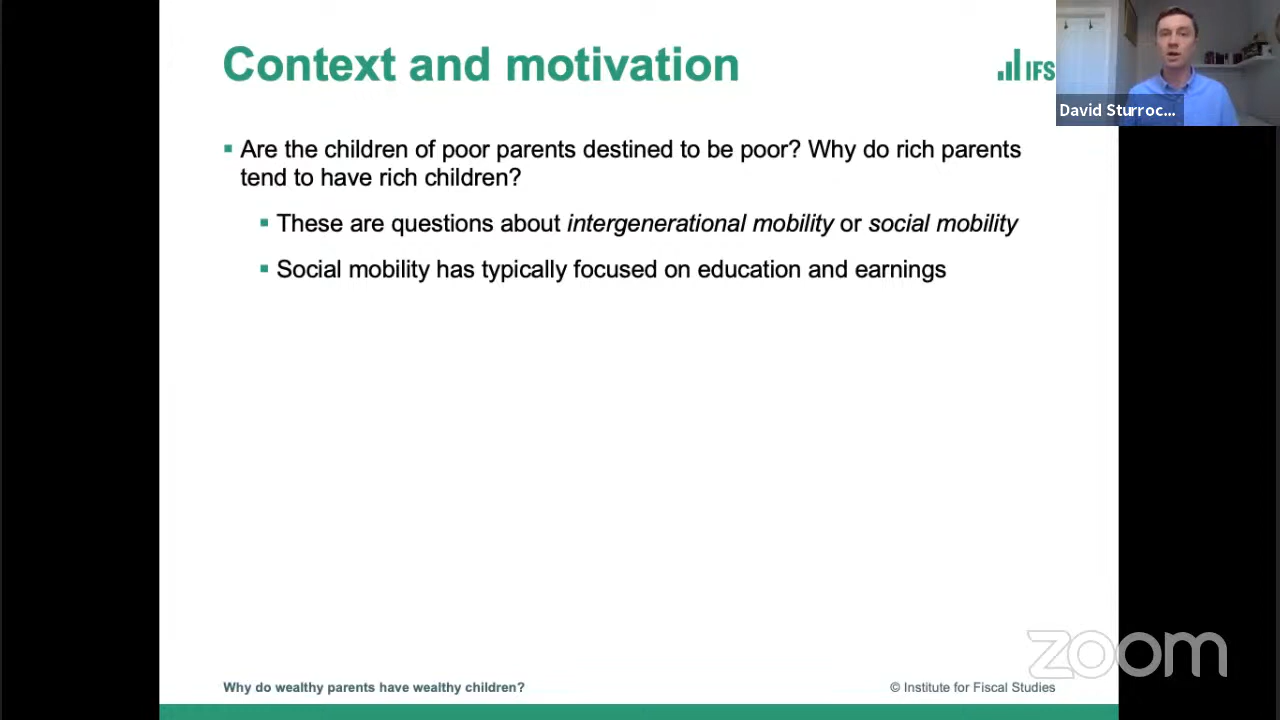 Context and motivation
IFS
David Sturroc...
Are the children of poor parents destined to be poor? Why do rich parents
tend to have rich children?
These are questions about intergenerational mobility or social mobility
Social mobility has typically focused on education and earnings
zoom
Why do wealthy parents have wealthy children?
© Institute for Fiscal Studies